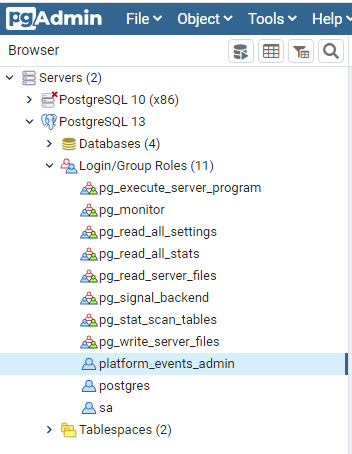 pgAdmin File Object Tools Help
Browser
Servers (2)
PostgreSQL 10 (x86)
PostgreSQL 13
Databases (4)
Login/Group Roles (11)
pg_execute_server_program
pg_monitor
pg_read_all_settings
pg_read_all_stats
pg_read_server_files
pg_signal_backend
pg_stat_scan_tables
pg_write_server_files
platform_events_admin
postgres
sa
Tablespaces (2)